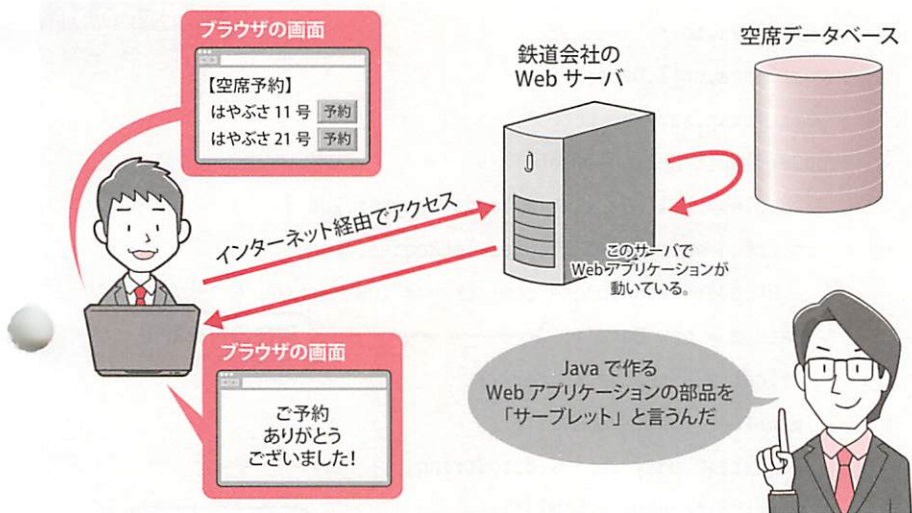 ブラウザの画面
【空席予約】
はやぶさ 11 号 予約
はやぶさ 21 号 予約
鉄道会社の
Web サーバ
空席データベース
インターネット経由でアクセス
このサーバで
Webアプリケーションが
動いている。
ブラウザの画面
ご予約
ありがとう
ございました!
Java で作る
Web アプリケーションの部品を
「サーブレット」と言うんだ